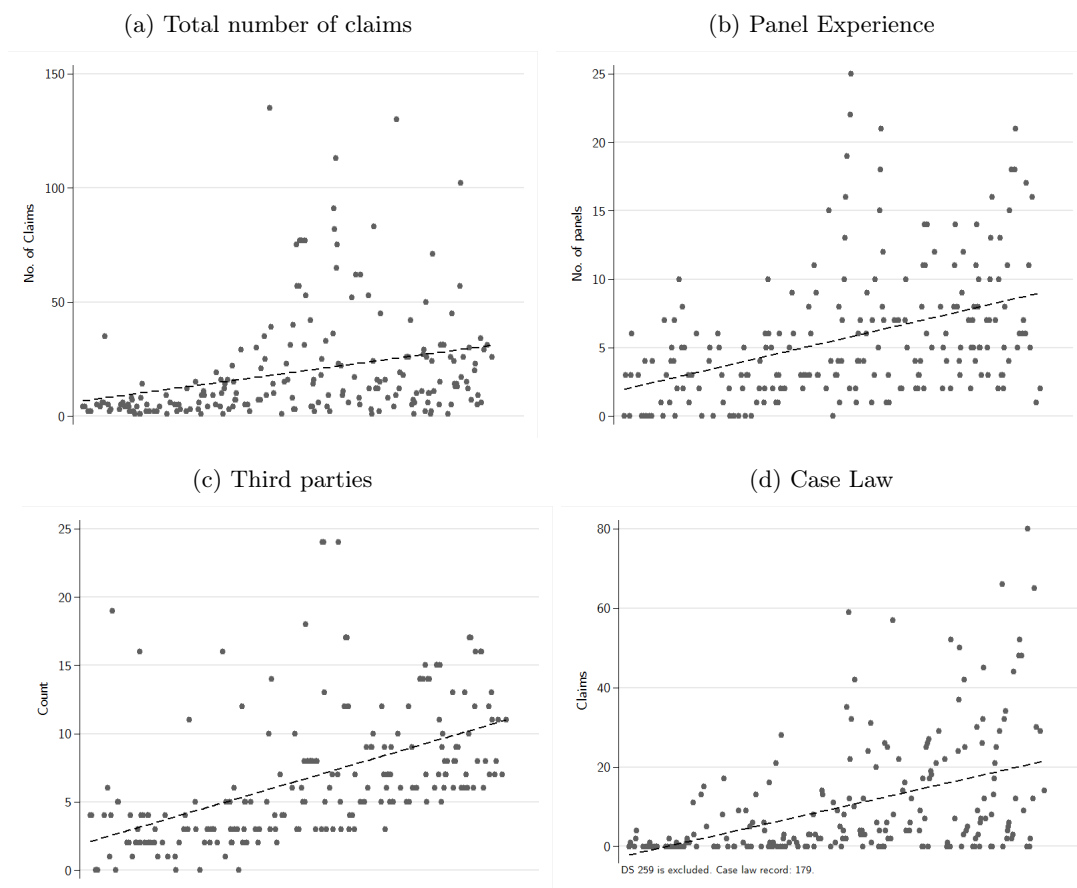 (a) Total number of claims
150
100
50
0
No. of Claims
(b) Panel Experience
25
20
15
10
5
0
No. of panels
(c) Third parties
25
20
15
10
5
0
Count
(d) Case Law
80
60
40
20
0
Claims
DS 259 is excluded. Case law record: 179.